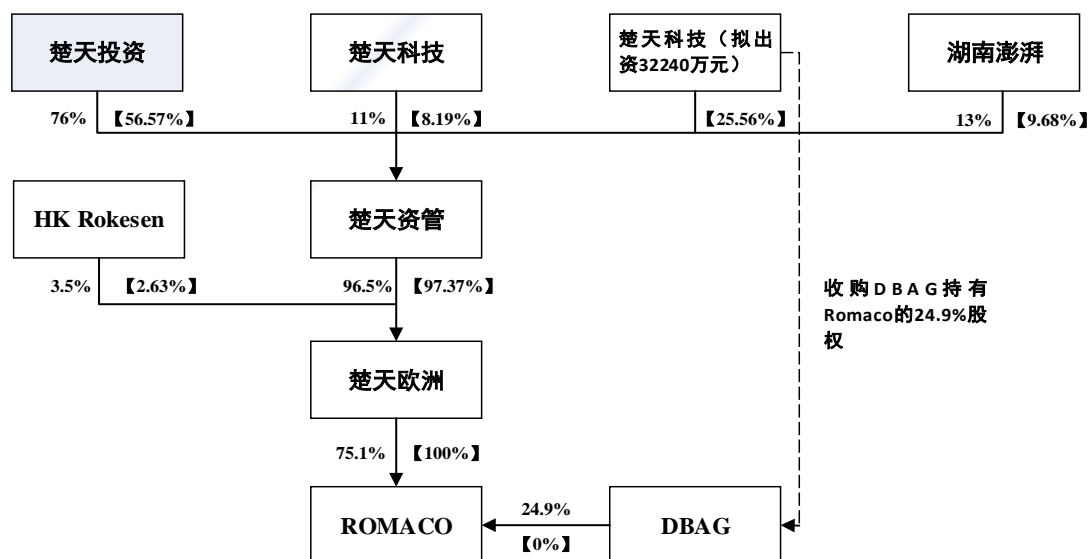 楚天投资
楚天科技
楚天科技（拟出
资32240万元）
湖南澎湃
76% 【56.57%】
11% 【8.19%】
【25.56%】
13% 【9.68%】
HK Rokesen
楚天资管
3.5% 【2.63%】
96.5% 【97.37%】
收购DBAG持有
Romaco的24.9%股
权
楚天欧洲
75.1% 【100%】
ROMACO
24.9%
【0%】
DBAG